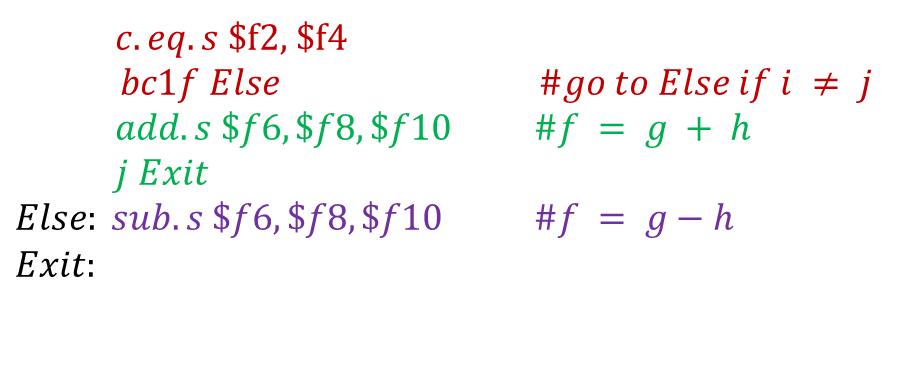 c.eq.s $f2, $f4
bc1f Else #go to Else if i ≠ j
add.s $f6,$f8,$f10 #f = g + h
j Exit
Else: sub.s $f6,$f8,$f10 #f = g − h
Exit: